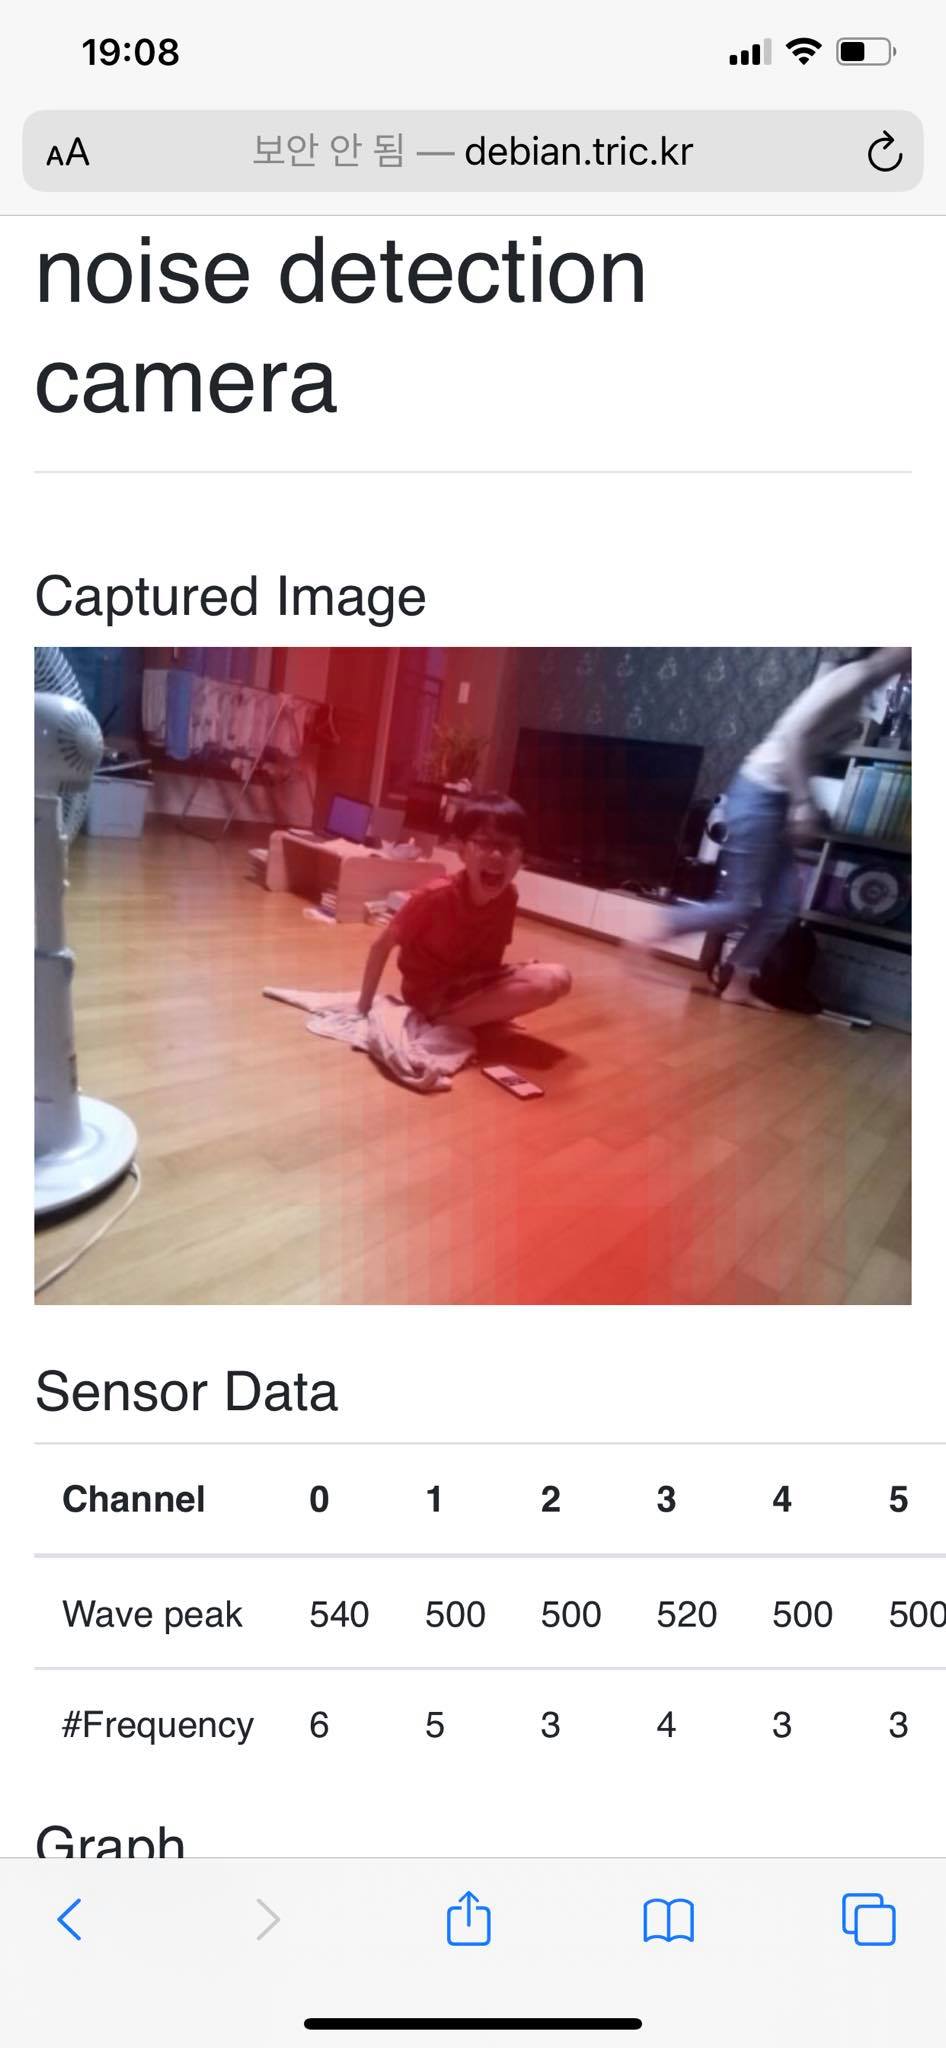 19:08
AA 보안 안 됨 — debian.tric.kr
noise detection
camera
Captured Image
Sensor Data
Channel 0 1 2 3 4 5
Wave peak 540 500 500 520 500 500
#Frequency 6 5 3 4 3 3
Graph